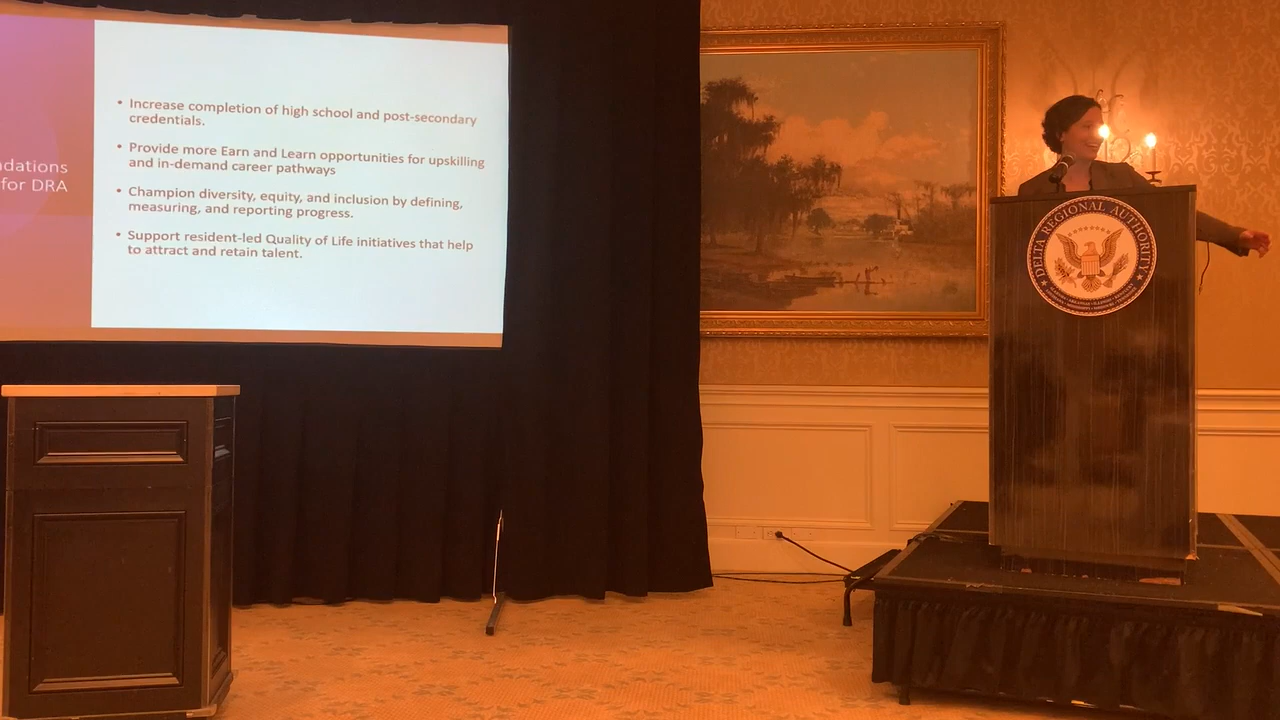 ndations
for DRA
• Increase completion of high school and post-secondary
credentials.
• Provide more Earn and Learn opportunities for upskilling
and in-demand career pathways
• Champion diversity, equity, and inclusion by defining,
measuring, and reporting progress.
• Support resident-led Quality of Life initiatives that help
to attract and retain talent.
DELTA REGIONAL AUTHORITY